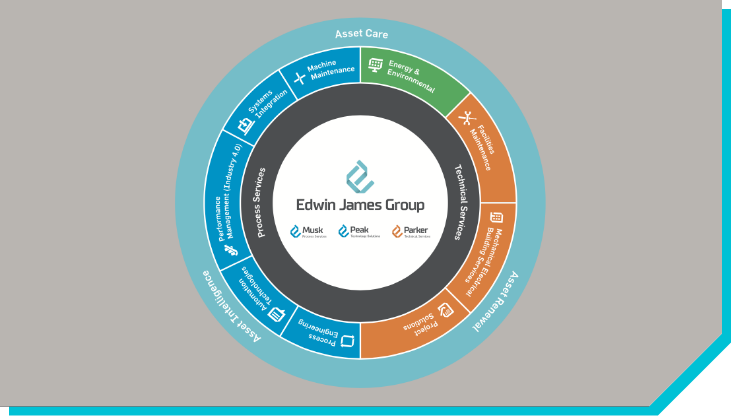 Asset Care
Machine
Maintenance
Energy &
Environmental
Systems
Integration
Facilities
Maintenance
Performance
Management (Industry 4.0)
Process Services
Technical Services
Edwin James Group
Musk
Process Services
Peak
Technology Solutions
Parker
Technical Services
Mechanical Electrical
Building Services
Automation
Technologies
Process
Engineering
Project
Solutions
Asset Intelligence
Asset Renewal